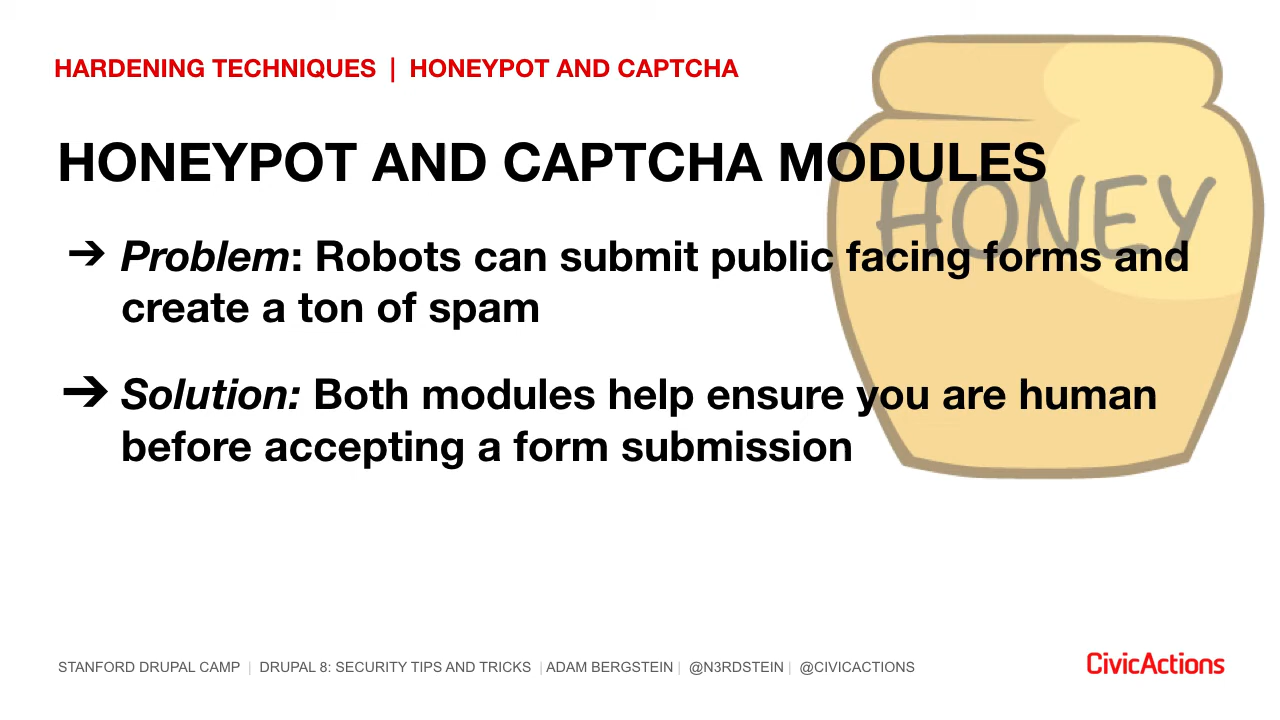 HARDENING TECHNIQUES | HONEYPOT AND CAPTCHA
HONEYPOT AND CAPTCHA MODULES
HONEY
➔ Problem: Robots can submit public facing forms and
create a ton of spam
➔ Solution: Both modules help ensure you are human
before accepting a form submission
STANFORD DRUPAL CAMP | DRUPAL 8: SECURITY TIPS AND TRICKS | ADAM BERGSTEIN | @N3RDSTEIN | @CIVICACTIONS
CivicActions